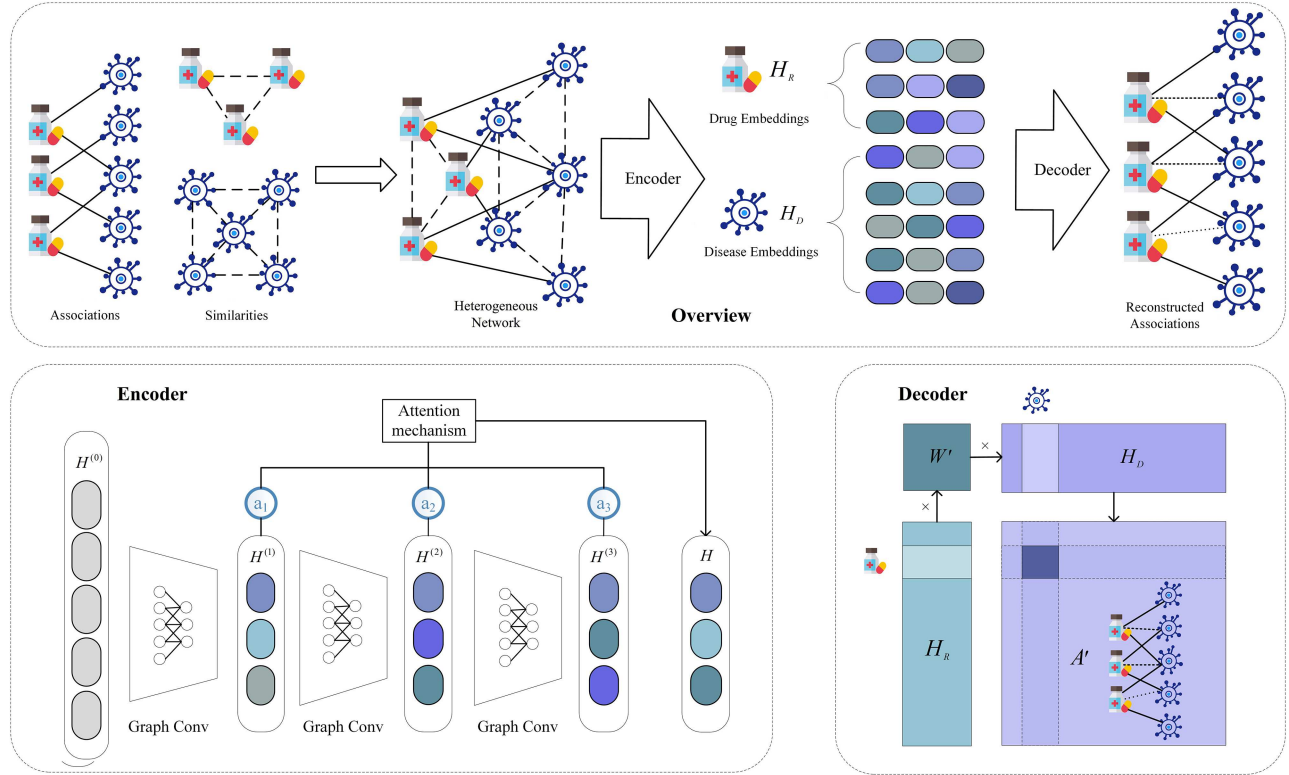 H_R
Drug Embeddings
Encoder
Decoder
H_D
Disease Embeddings
Associations
Similarities
Heterogeneous
Network
Overview
Reconstructed
Associations
Encoder
Attention
mechanism
H^(0)
a_1
a_2
a_3
H^(1)
H^(2)
H^(3)
H
Graph Conv
Graph Conv
Graph Conv
Decoder
W'
×
H_D
×
H_R
A'